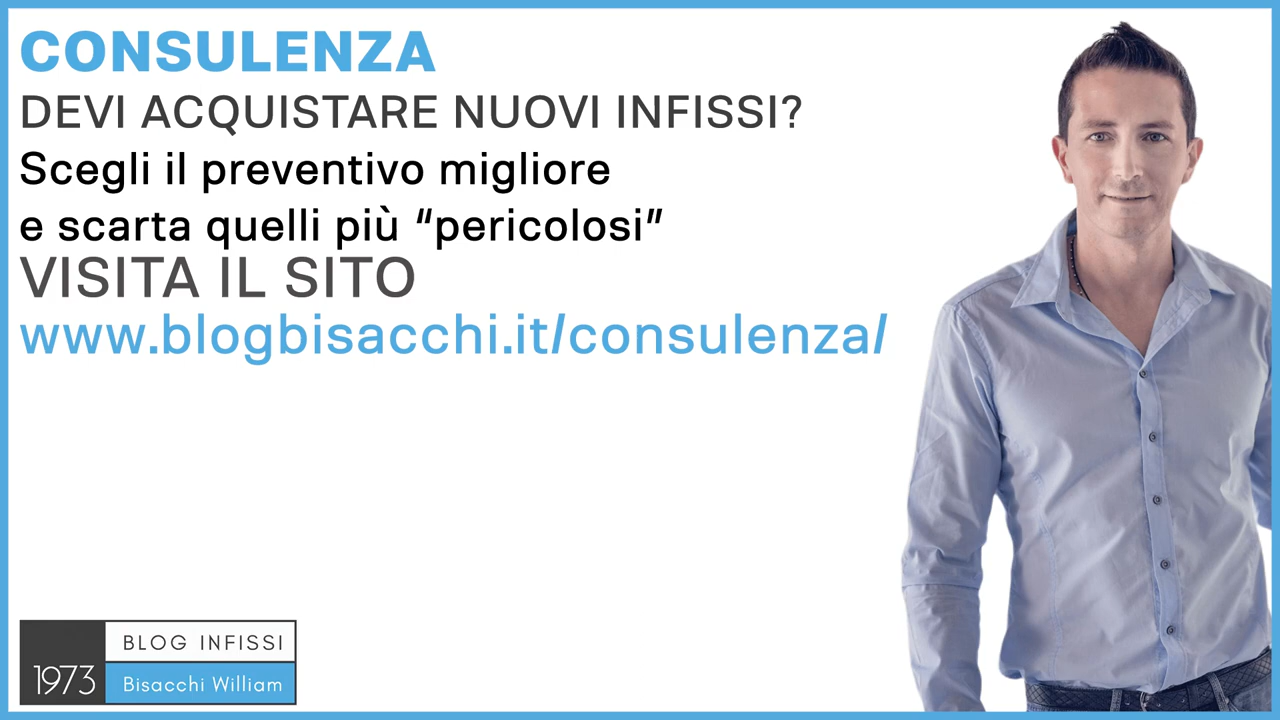 CONSULENZA
DEVI ACQUISTARE NUOVI INFISSI?
Scegli il preventivo migliore
e scarta quelli più “pericolosi”
VISITA IL SITO
www.blogbisacchi.it/consulenza/
1973
BLOG INFISSI
Bisacchi William